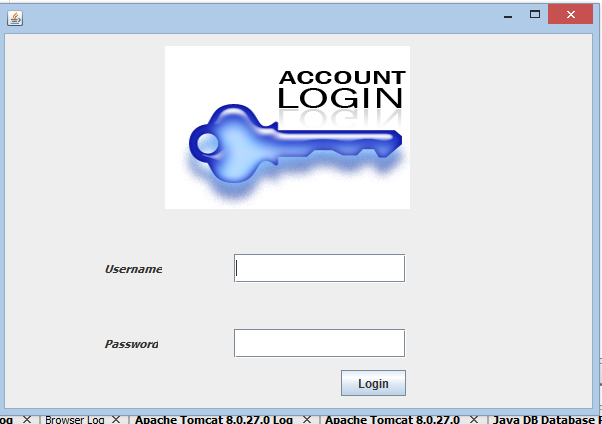 ACCOUNT
LOGIN
Username
Password
Login
og Browser Log Apache Tomcat 8.0.27.0 Log Apache Tomcat 8.0.27.0 Java DB Database